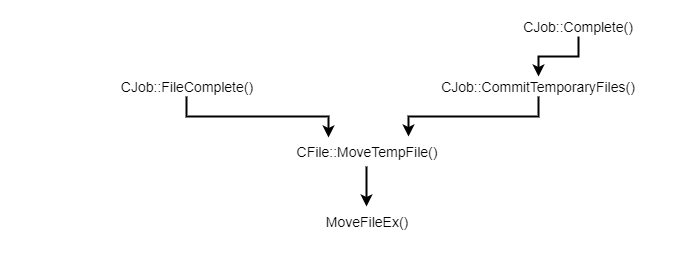 CJob::Complete()
CJob::FileComplete()
CJob::CommitTemporaryFiles()
CFile::MoveTempFile()
MoveFileEx()